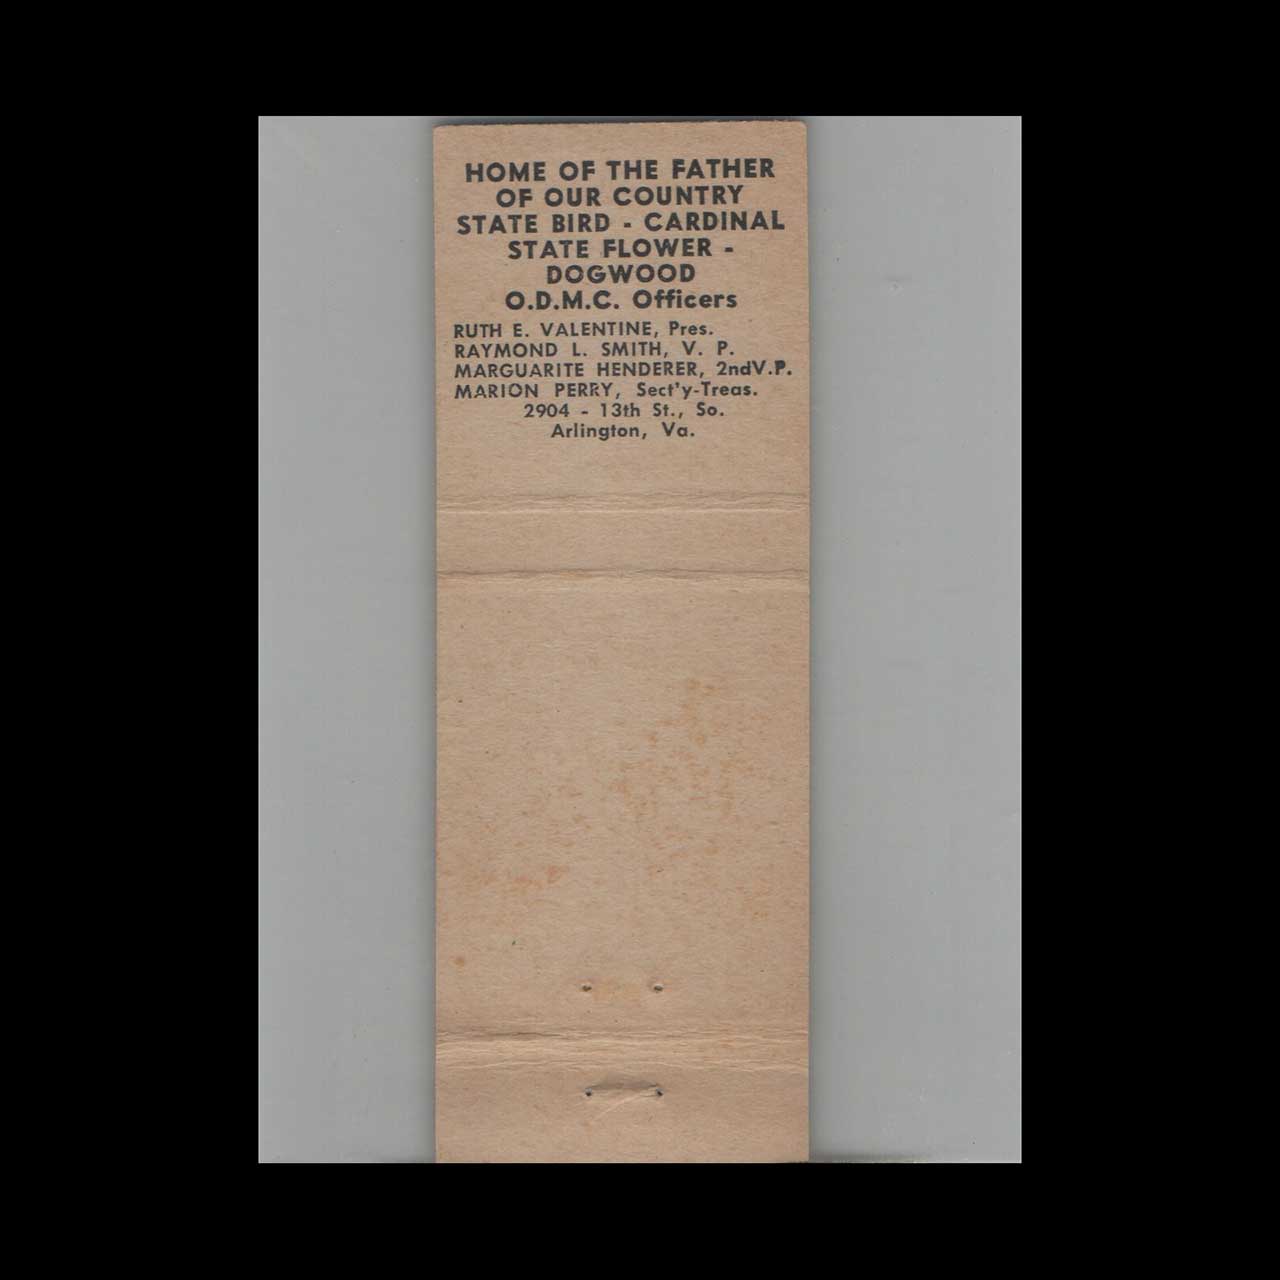 HOME OF THE FATHER
OF OUR COUNTRY
STATE BIRD - CARDINAL
STATE FLOWER -
DOGWOOD
O.D.M.C. Officers
RUTH E. VALENTINE, Pres.
RAYMOND L. SMITH, V. P.
MARGUARITE HENDERER, 2ndV.P.
MARION PERRY, Sect'y-Treas.
2904 - 13th St., So.
Arlington, Va.